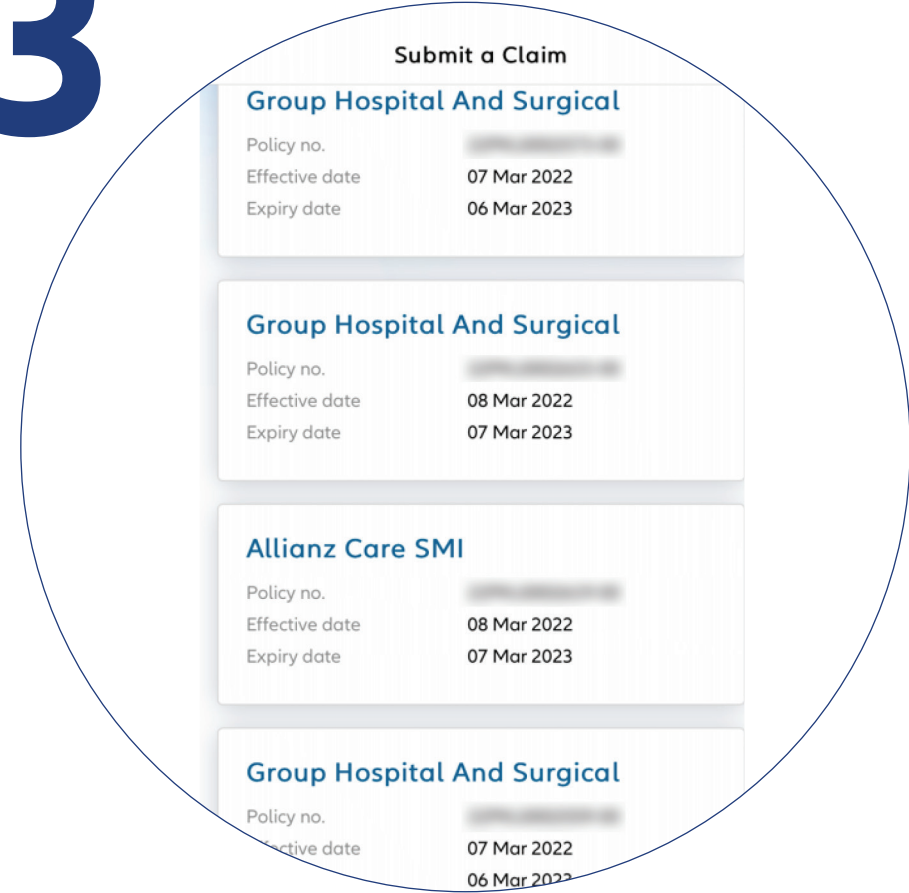 3
Submit a Claim
Group Hospital And Surgical
Policy no.
Effective date 07 Mar 2022
Expiry date 06 Mar 2023
Group Hospital And Surgical
Policy no.
Effective date 08 Mar 2022
Expiry date 07 Mar 2023
Allianz Care SMI
Policy no.
Effective date 08 Mar 2022
Expiry date 07 Mar 2023
Group Hospital And Surgical
Policy no.
date 07 Mar 2022
06 Mar